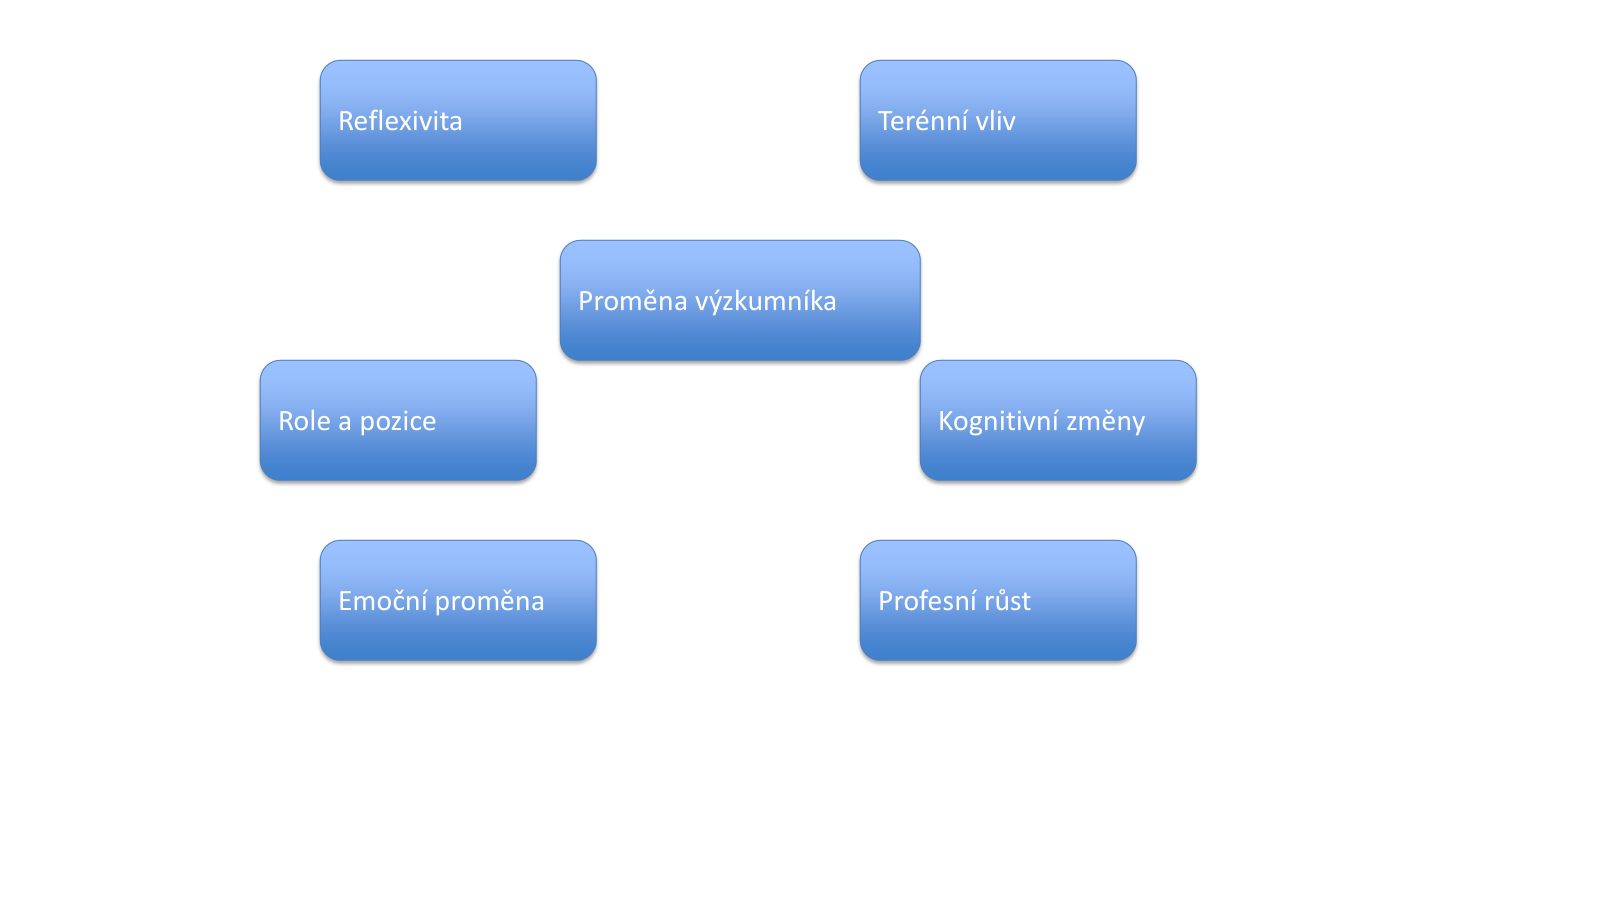 Reflexivita
Terénní vliv
Proměna výzkumníka
Role a pozice
Kognitivní změny
Emoční proměna
Profesní růst